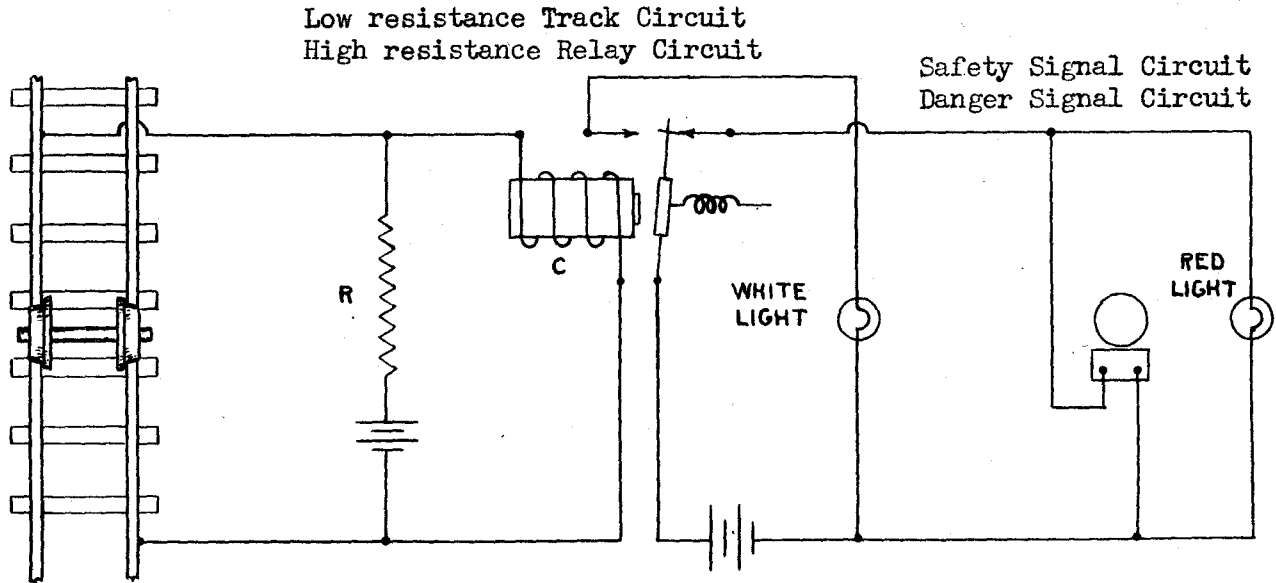 Low resistance Track Circuit
High resistance Relay Circuit
Safety Signal Circuit
Danger Signal Circuit
R
C
WHITE
LIGHT
RED
LIGHT